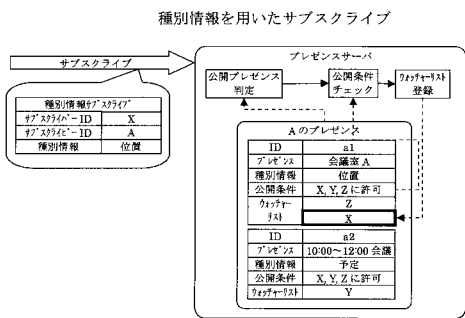 種別情報を用いたサブスクライブ
サブスクライブ
プレゼンスサーバ
公開プレゼンス
判定
公開条件
チェック
ウォッチャーリスト
登録
種別情報サブスクライブ
サブスクライバー ID X
サブスクライビー ID A
種別情報 位置
A のプレゼンス
ID a1
プレゼンス 会議室 A
種別情報 位置
公開条件 X, Y, Z に許可
ウォッチャー
リスト
Z
X
ID a2
プレゼンス 10:00～12:00 会議
種別情報 予定
公開条件 X, Y, Z に許可
ウォッチャーリスト Y